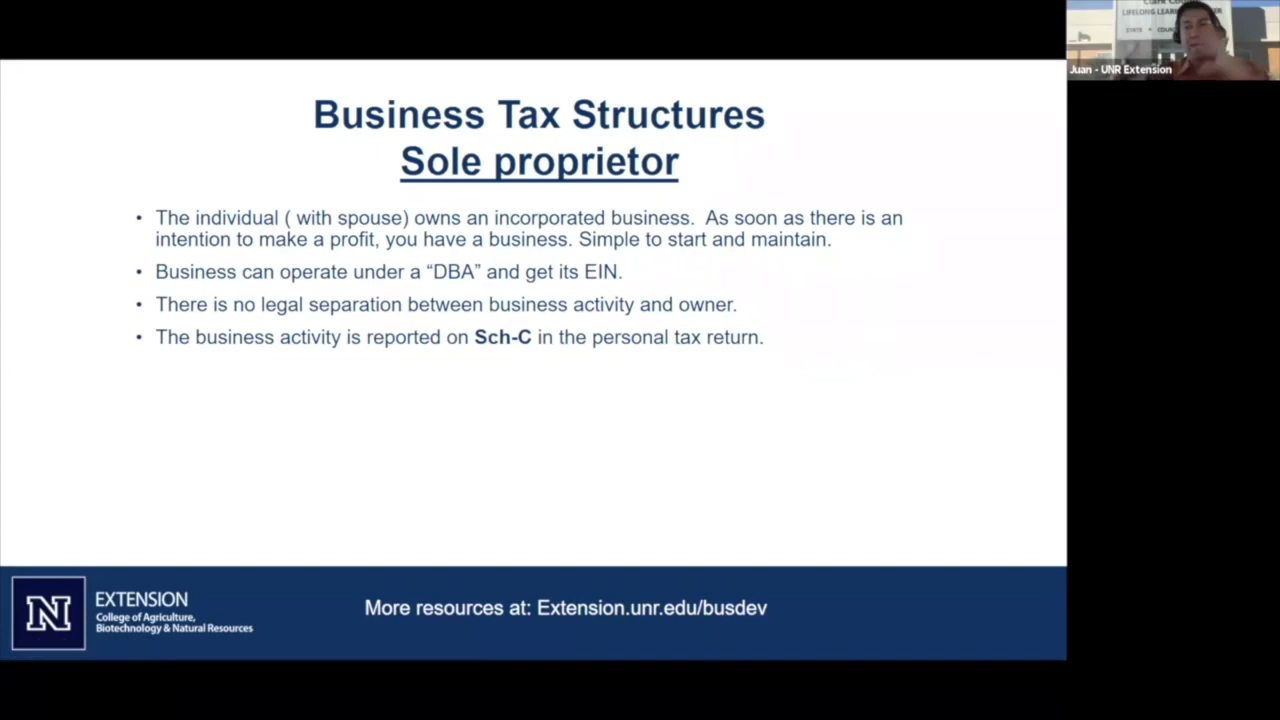 Business Tax Structures
Sole proprietor
• The individual ( with spouse) owns an incorporated business. As soon as there is an
intention to make a profit, you have a business. Simple to start and maintain.
• Business can operate under a “DBA” and get its EIN.
• There is no legal separation between business activity and owner.
• The business activity is reported on Sch-C in the personal tax return.
N
EXTENSION
College of Agriculture,
Biotechnology & Natural Resources
More resources at: Extension.unr.edu/busdev
LIFELONG
Juan - UNR Extension